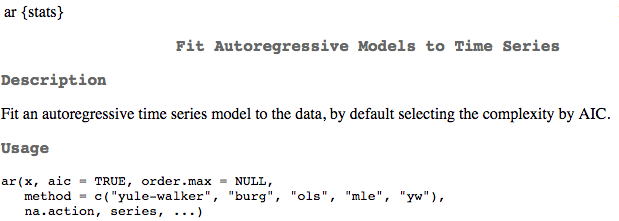 ar {stats}
Fit Autoregressive Models to Time Series
Description
Fit an autoregressive time series model to the data, by default selecting the complexity by AIC.
Usage
ar(x, aic = TRUE, order.max = NULL,
method = c("yule-walker", "burg", "ols", "mle", "yw"),
na.action, series, ...)